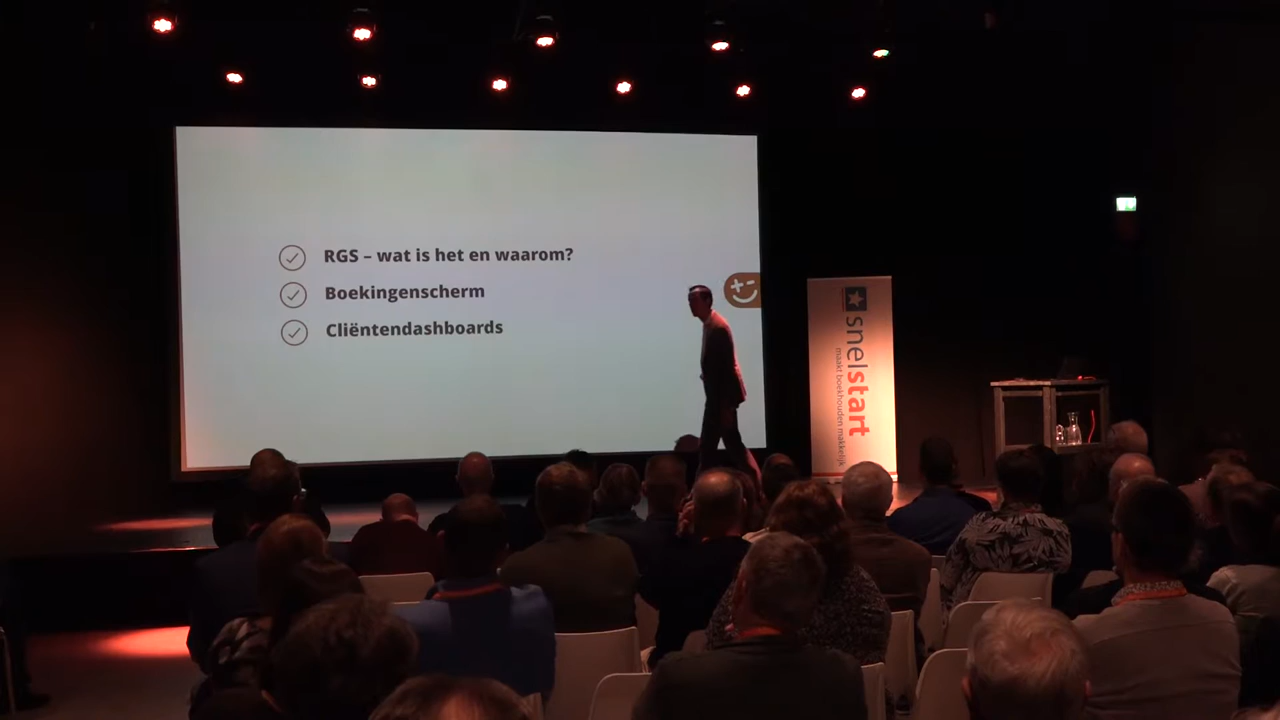 RGS – wat is het en waarom?
Boekingenscherm
Cliëntendashboards
snelstart
maakt boekhouden makkelijk